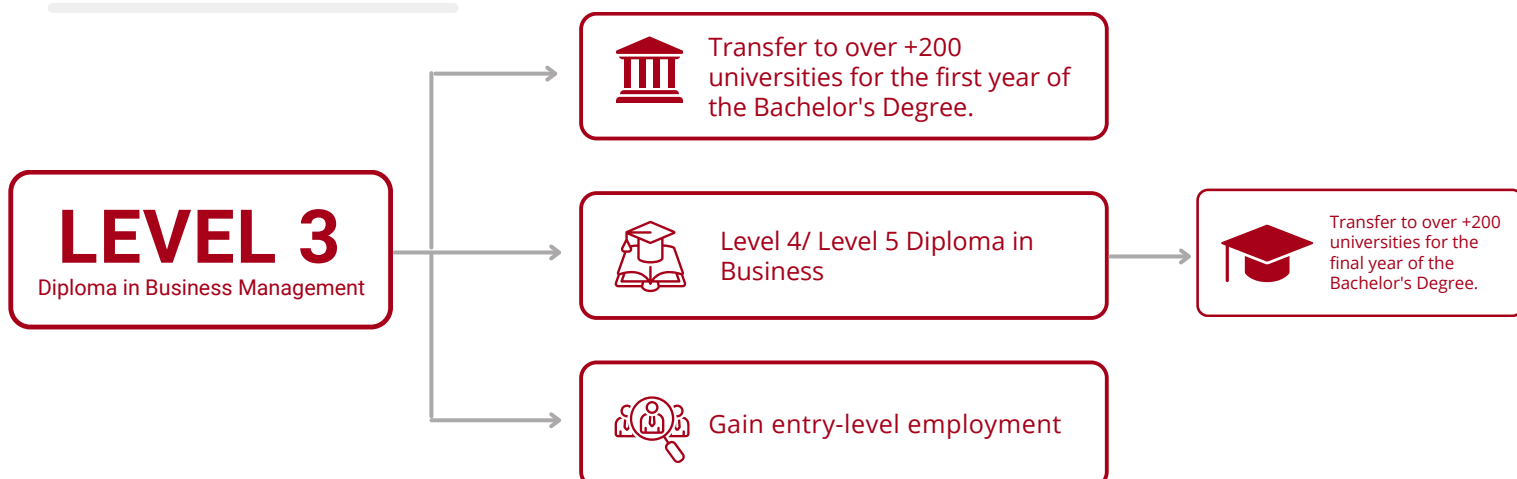 Transfer to over +200
universities for the first year of
the Bachelor's Degree.
LEVEL 3
Diploma in Business Management
Level 4/ Level 5 Diploma in
Business
Transfer to over +200
universities for the
final year of the
Bachelor's Degree.
Gain entry-level employment